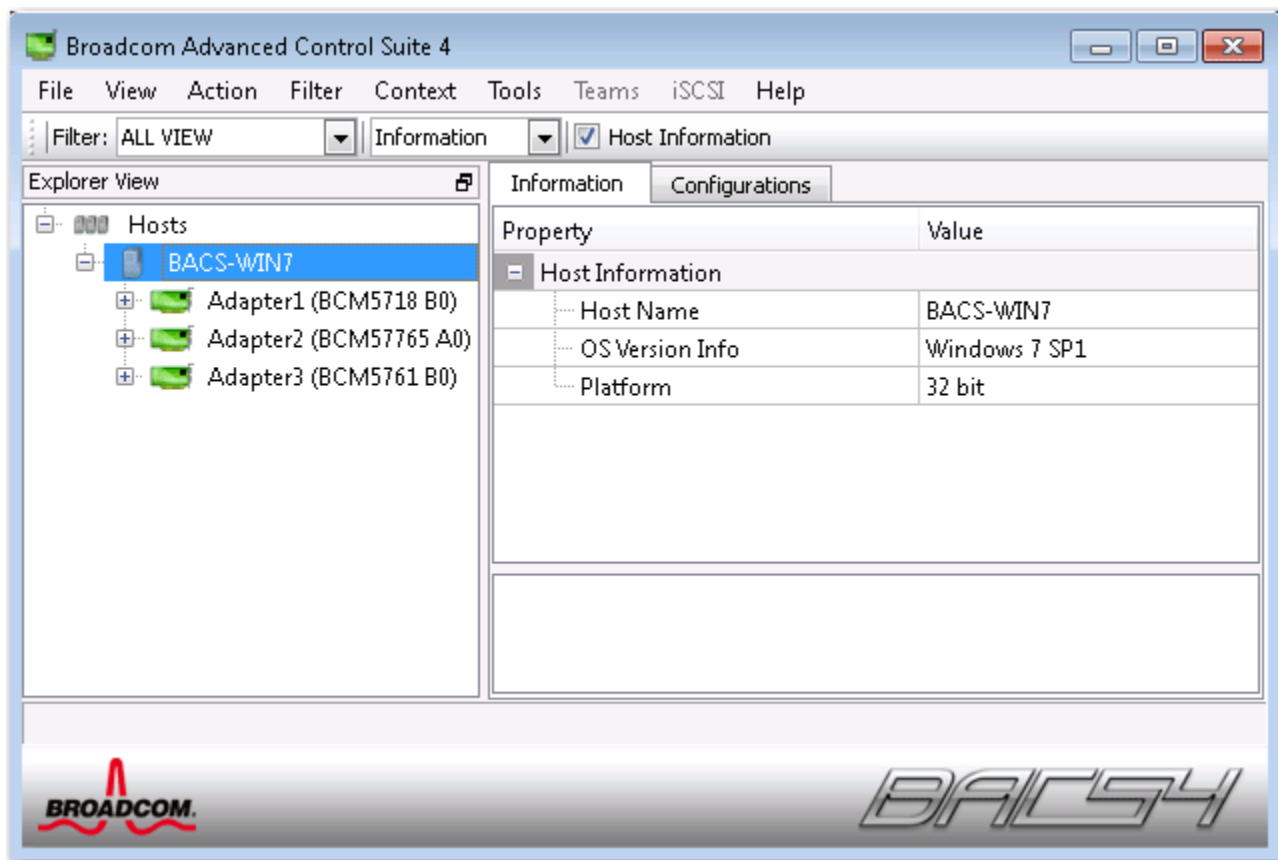 Broadcom Advanced Control Suite 4
File View Action Filter Context Tools Teams iSCSI Help
Filter: ALL VIEW Information Host Information
Explorer View
Hosts
BACS-WIN7
Adapter1 (BCM5718 B0)
Adapter2 (BCM57765 A0)
Adapter3 (BCM5761 B0)
Information Configurations
Property Value
Host Information
Host Name BACS-WIN7
OS Version Info Windows 7 SP1
Platform 32 bit
BROADCOM.
BACS4